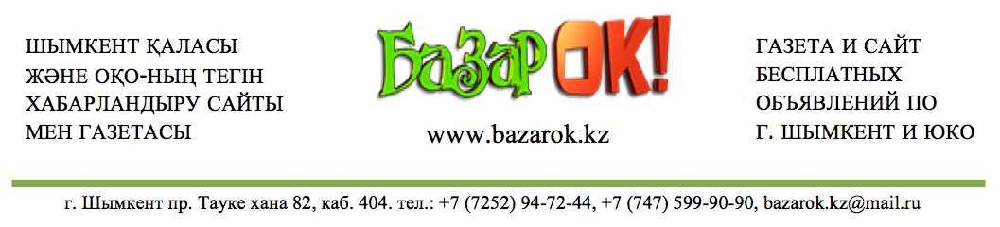 ШЫМКЕНТ ҚАЛАСЫ
ЖӘНЕ ОҚО-НЫҢ ТЕГІН
ХАБАРЛАНДЫРУ САЙТЫ
МЕН ГАЗЕТАСЫ
БаЗар ОК!
www.bazarok.kz
ГАЗЕТА И САЙТ
БЕСПЛАТНЫХ
ОБЪЯВЛЕНИЙ ПО
Г. ШЫМКЕНТ И ЮКО
г. Шымкент пр. Тауке хана 82, каб. 404. тел.: +7 (7252) 94-72-44, +7 (747) 599-90-90, bazarok.kz@mail.ru